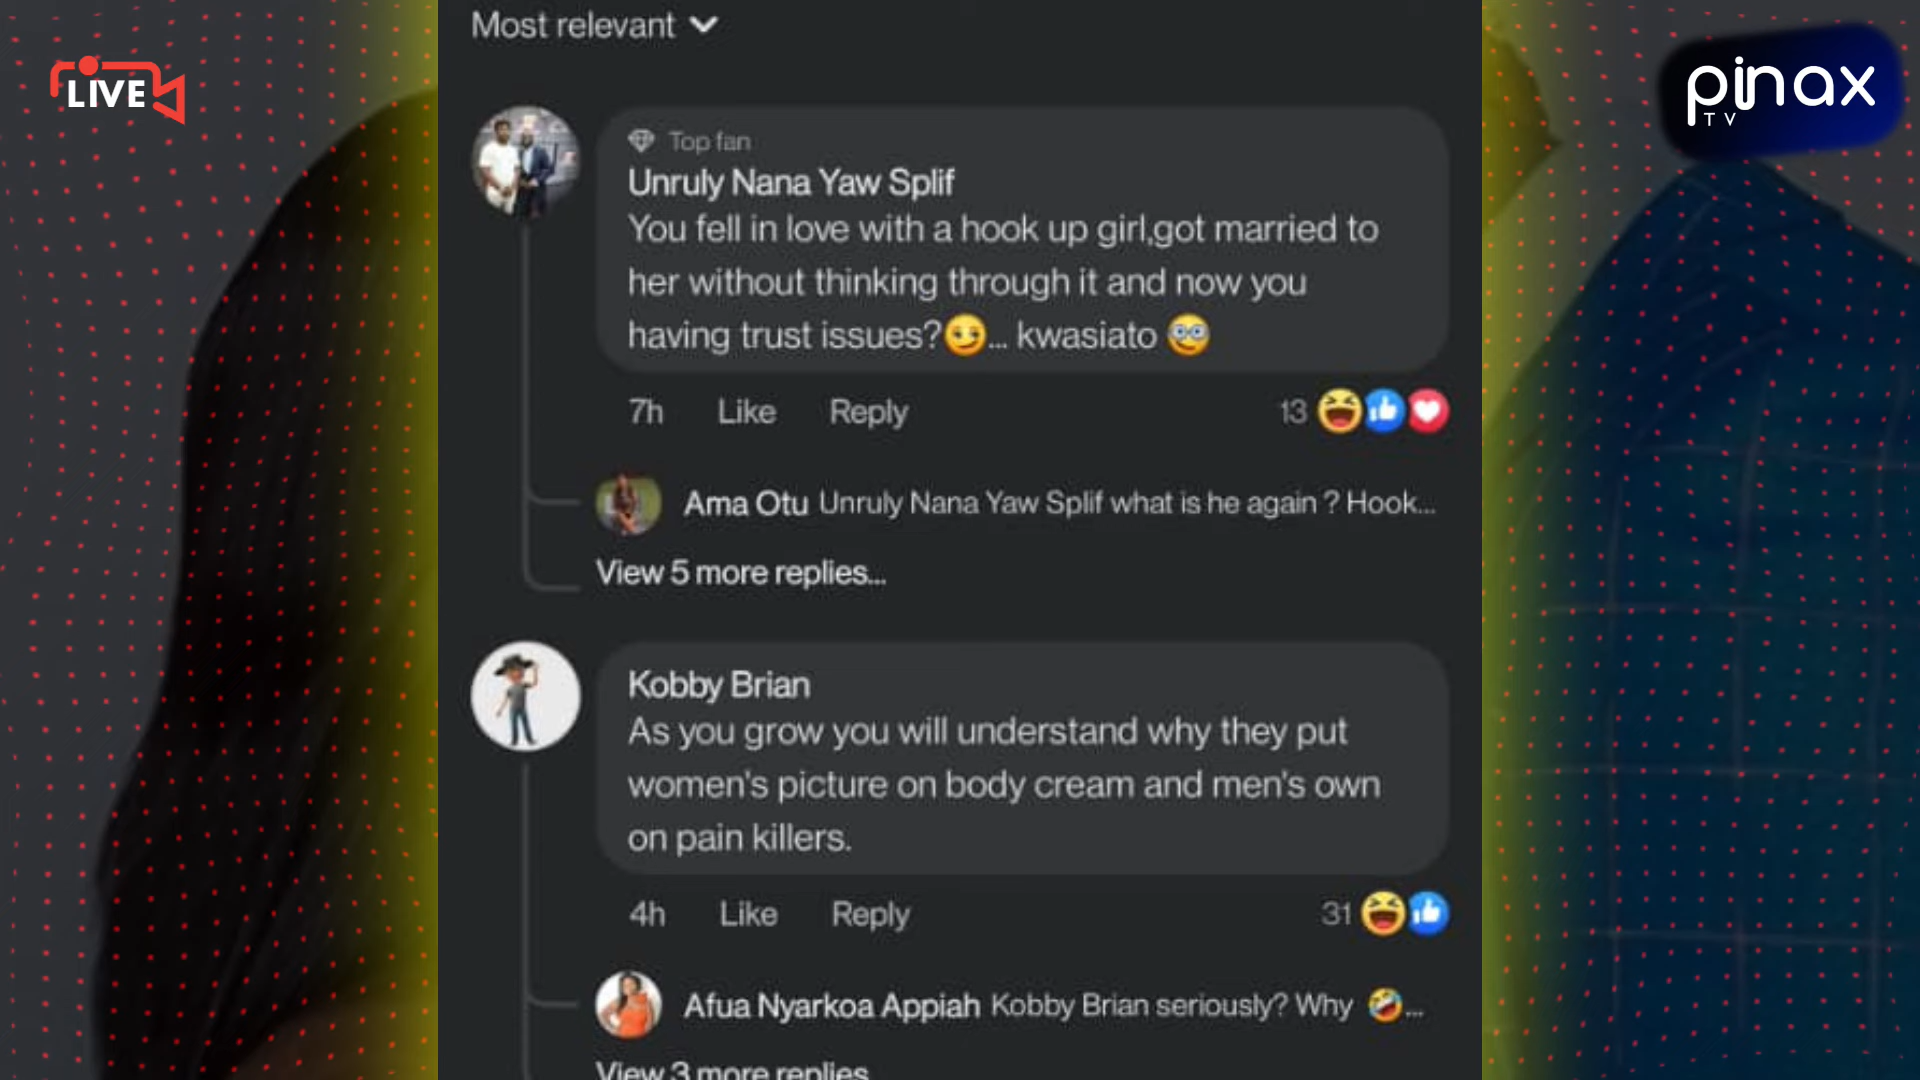 Most relevant
LIVE
pinax
TV
Top fan
Unruly Nana Yaw Splif
You fell in love with a hook up girl,got married to
her without thinking through it and now you
having trust issues?🥴... kwasiato 🥸
7h Like Reply 13
Ama Otu Unruly Nana Yaw Splif what is he again ? Hook...
View 5 more replies...
Kobby Brian
As you grow you will understand why they put
women's picture on body cream and men's own
on pain killers.
4h Like Reply 31
Afua Nyarkoa Appiah Kobby Brian seriously? Why 🤣...
View 3 more replies